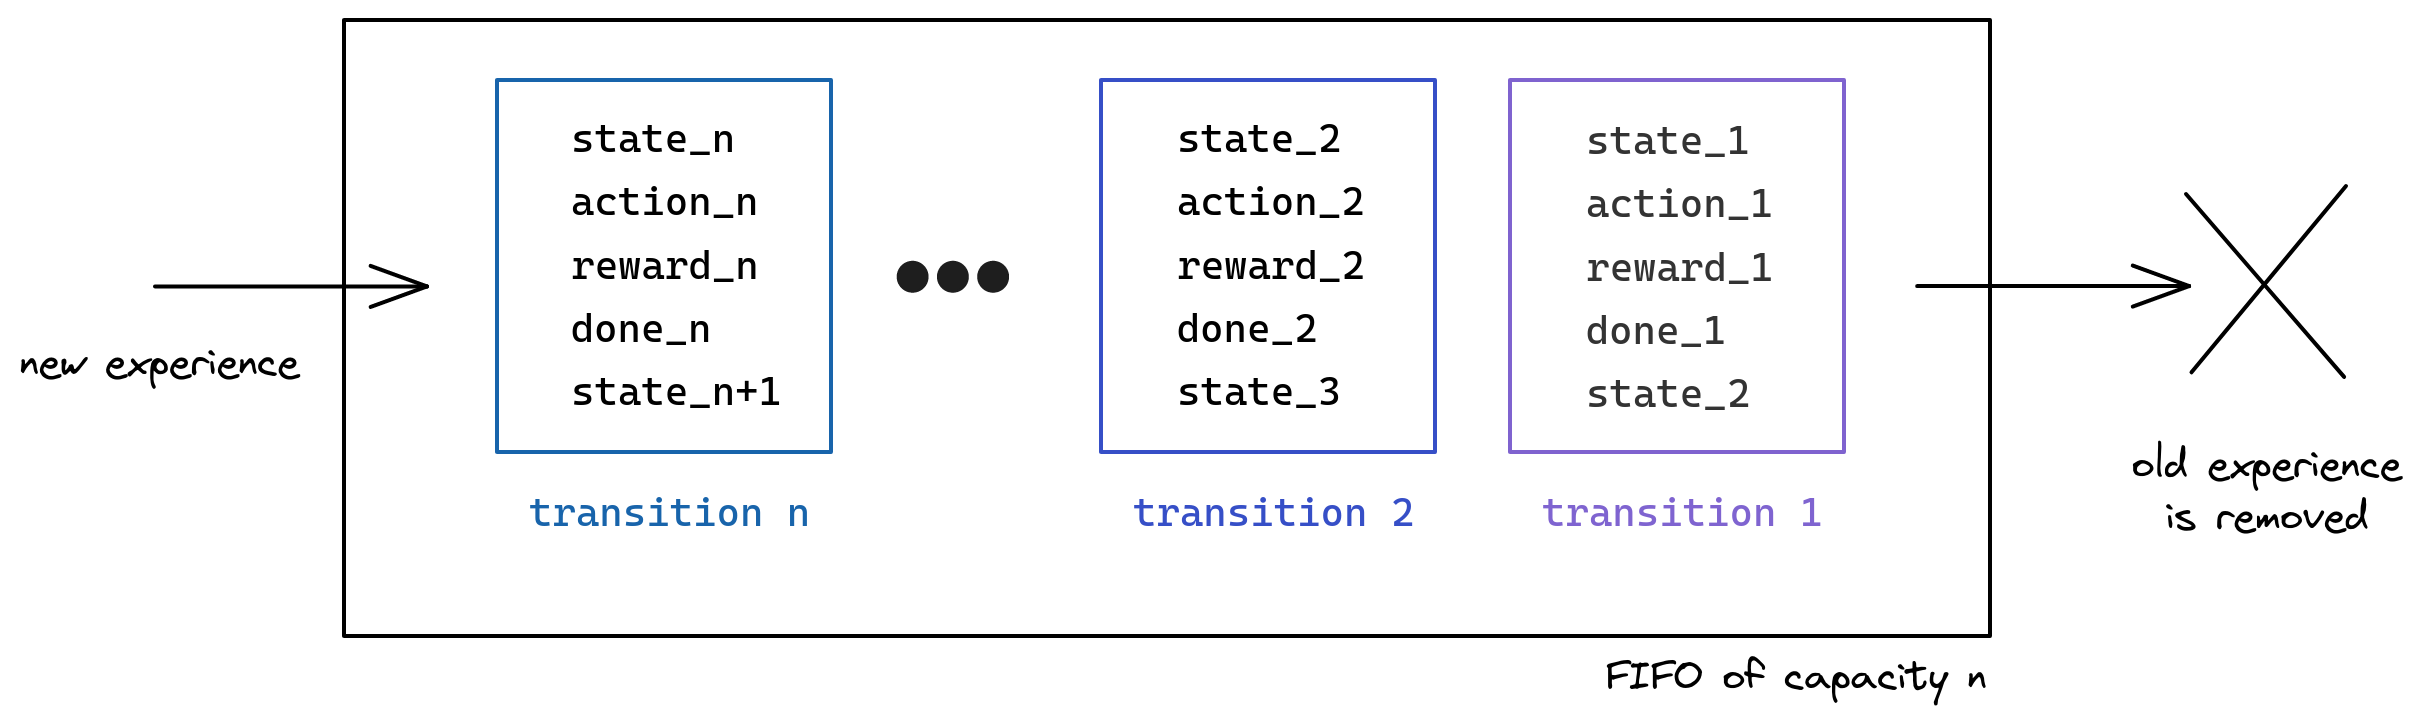 new experience
state_n
action_n
reward_n
done_n
state_n+1
transition n
state_2
action_2
reward_2
done_2
state_3
transition 2
state_1
action_1
reward_1
done_1
state_2
transition 1
old experience
is removed
FIFO of capacity n